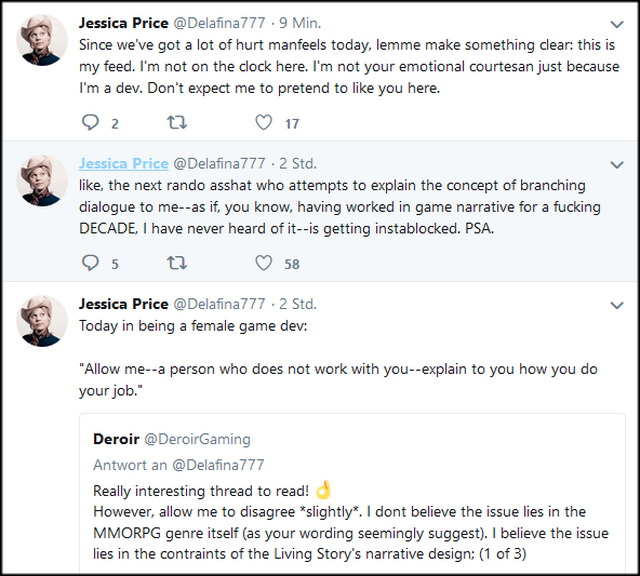 Jessica Price @Delafina777 · 9 Min.
Since we've got a lot of hurt manfeels today, lemme make something clear: this is
my feed. I'm not on the clock here. I'm not your emotional courtesan just because
I'm a dev. Don't expect me to pretend to like you here.
2 17
Jessica Price @Delafina777 · 2 Std.
like, the next rando asshat who attempts to explain the concept of branching
dialogue to me--as if, you know, having worked in game narrative for a fucking
DECADE, I have never heard of it--is getting instablocked. PSA.
5 58
Jessica Price @Delafina777 · 2 Std.
Today in being a female game dev:
"Allow me--a person who does not work with you--explain to you how you do
your job."
Deroir @DeroirGaming
Antwort an @Delafina777
Really interesting thread to read! 👌
However, allow me to disagree *slightly*. I dont believe the issue lies in the
MMORPG genre itself (as your wording seemingly suggest). I believe the issue
lies in the contraints of the Living Story's narrative design; (1 of 3)